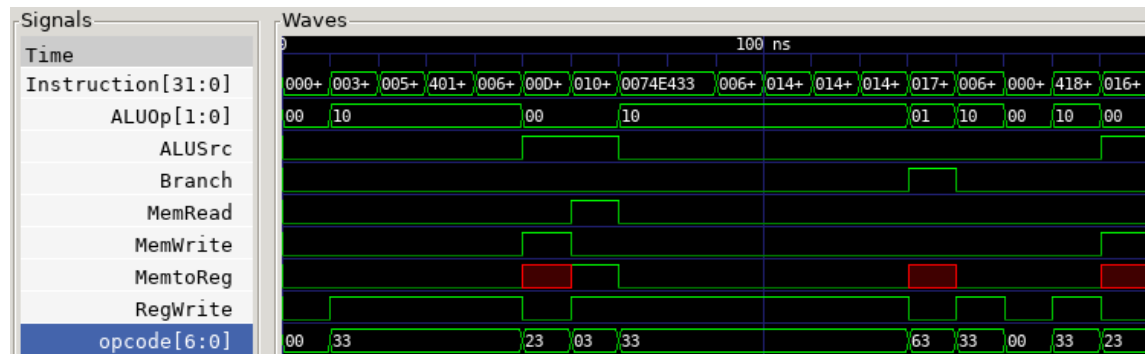 Signals Waves
Time 0 100 ns
Instruction[31:0] 000+ 003+ 005+ 401+ 006+ 00D+ 010+ 0074E433 006+ 014+ 014+ 014+ 017+ 006+ 000+ 418+ 016+
ALUOp[1:0] 00 10 00 10 01 10 00 10 00
ALUSrc
Branch
MemRead
MemWrite
MemtoReg
RegWrite
opcode[6:0] 00 33 23 03 33 63 33 00 33 23